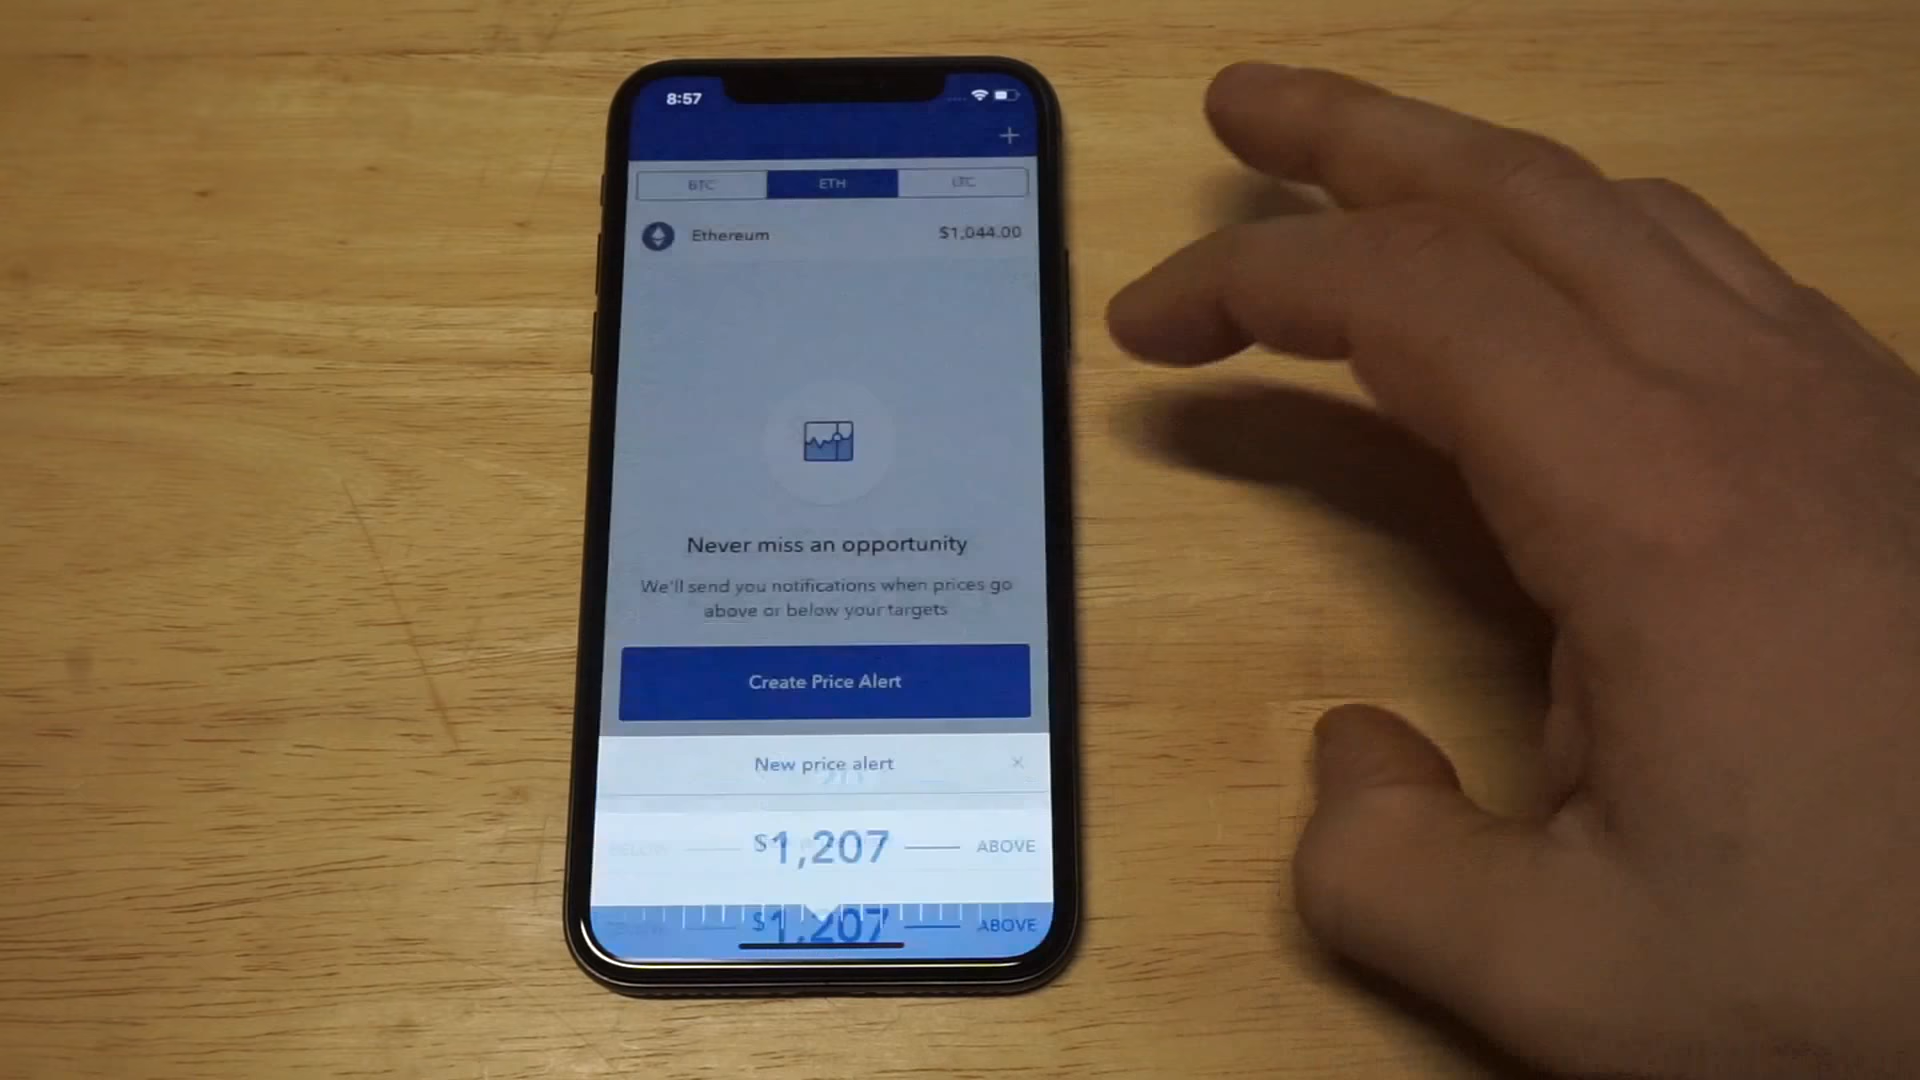 8:57
+
BTC ETH LTC
Ethereum $1,044.00
Never miss an opportunity
We'll send you notifications when prices go
above or below your targets
Create Price Alert
New price alert ×
BELOW $1,207 ABOVE
BELOW $1,207 ABOVE